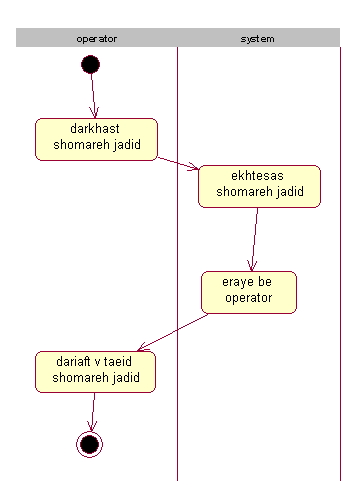 operator
system
darkhast
shomareh jadid
ekhtesas
shomareh jadid
eraye be
operator
dariaft v taeid
shomareh jadid